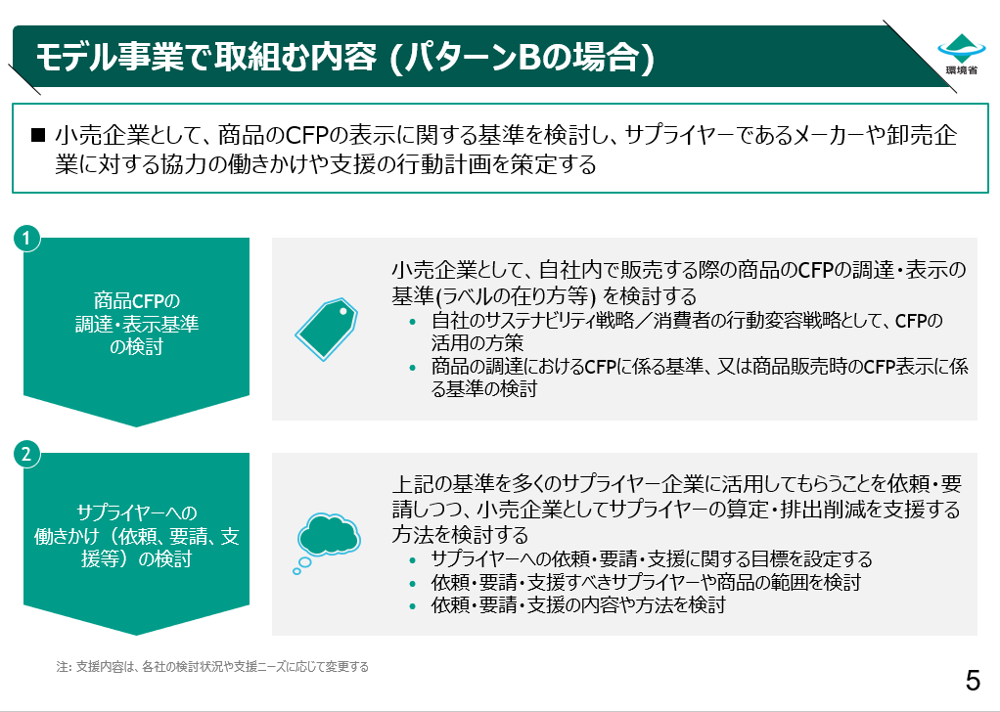 モデル事業で取組む内容 (パターンBの場合)
環境省
■ 小売企業として、商品のCFPの表示に関する基準を検討し、サプライヤーであるメーカーや卸売企
業に対する協力の働きかけや支援の行動計画を策定する
1
商品CFPの
調達・表示基準
の検討
小売企業として、自社内で販売する際の商品のCFPの調達・表示の
基準(ラベルの在り方等) を検討する
• 自社のサステナビリティ戦略／消費者の行動変容戦略として、CFPの
活用の方策
• 商品の調達におけるCFPに係る基準、又は商品販売時のCFP表示に係
る基準の検討
2
サプライヤーへの
働きかけ（依頼、要請、支
援等）の検討
上記の基準を多くのサプライヤー企業に活用してもらうことを依頼・要
請しつつ、小売企業としてサプライヤーの算定・排出削減を支援する
方法を検討する
• サプライヤーへの依頼・要請・支援に関する目標を設定する
• 依頼・要請・支援すべきサプライヤーや商品の範囲を検討
• 依頼・要請・支援の内容や方法を検討
注: 支援内容は、各社の検討状況や支援ニーズに応じて変更する
5